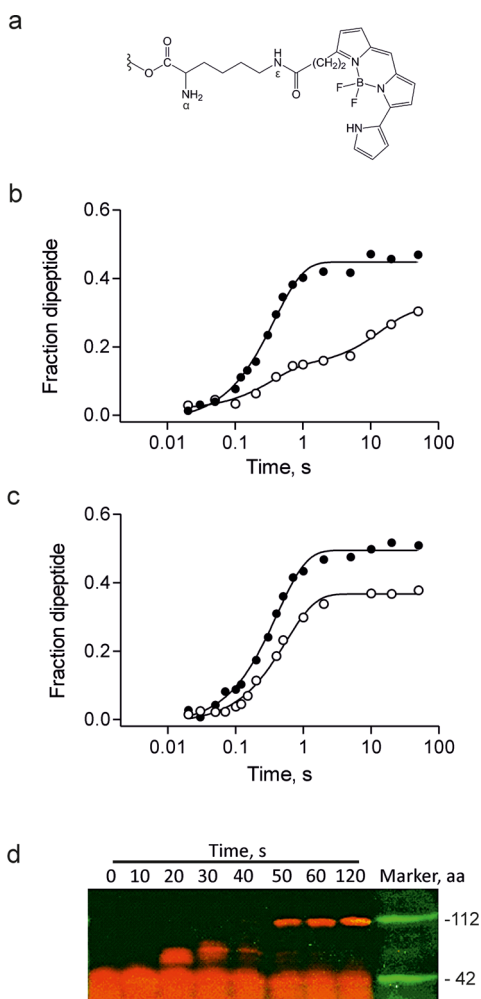 a
O
C
O
NH₂
α
H
N
ε
O
(CH₂)₂
N
B
N
F
F
HN
b
0.6
0.4
0.2
0.0
Fraction dipeptide
0.01 0.1 1 10 100
Time, s
c
0.6
0.4
0.2
0.0
Fraction dipeptide
0.01 0.1 1 10 100
Time, s
d
Time, s
0 10 20 30 40 50 60 120 Marker, aa
-112
- 42